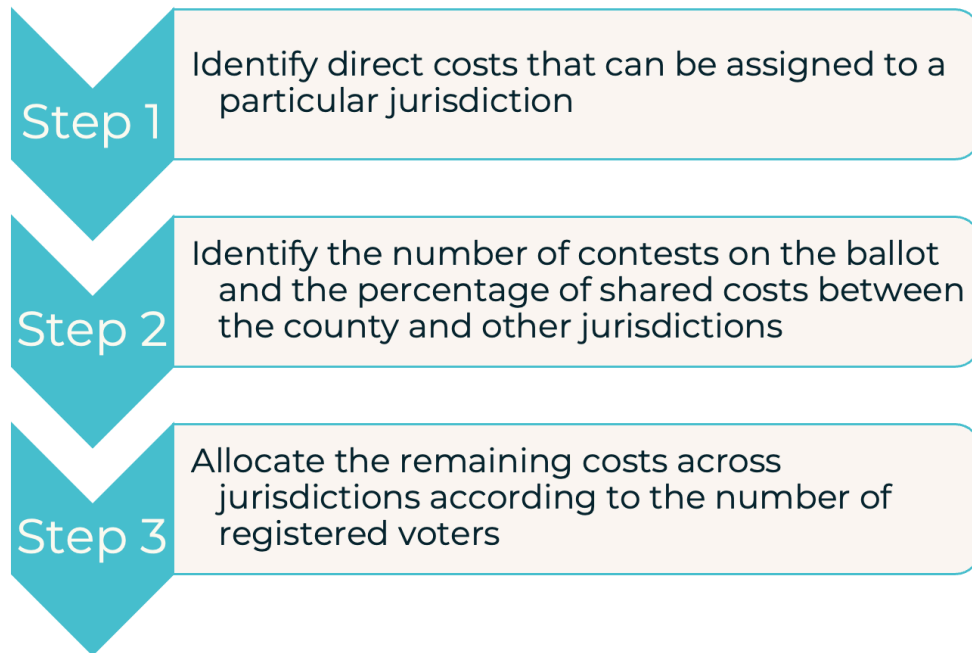 Step 1
Identify direct costs that can be assigned to a
particular jurisdiction
Step 2
Identify the number of contests on the ballot
and the percentage of shared costs between
the county and other jurisdictions
Step 3
Allocate the remaining costs across
jurisdictions according to the number of
registered voters